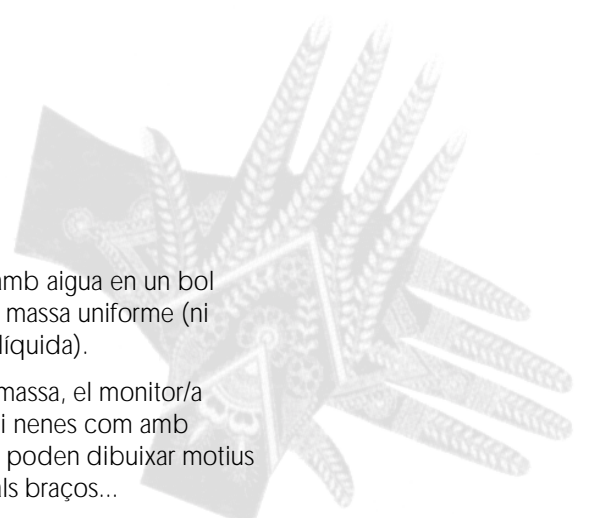 amb aigua en un bol
massa uniforme (ni
líquida).
massa, el monitor/a
i nenes com amb
poden dibuixar motius
als braços...